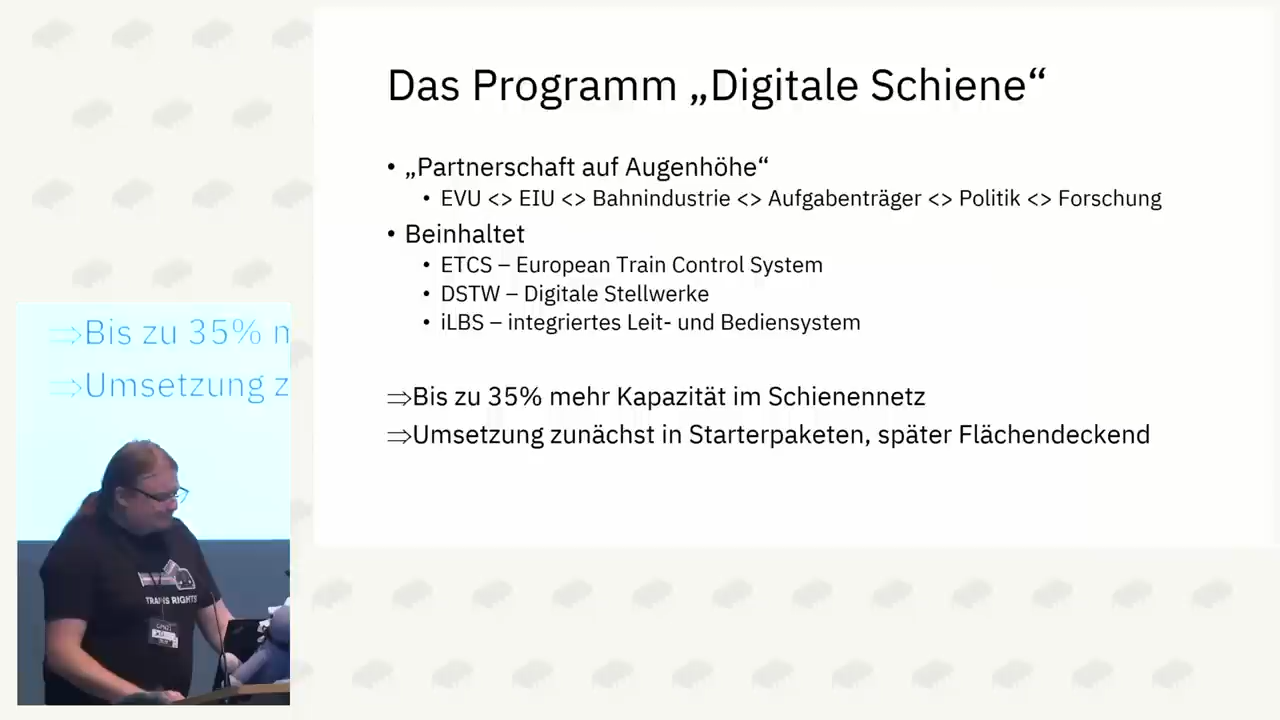 Das Programm „Digitale Schiene“
• „Partnerschaft auf Augenhöhe“
• EVU <> EIU <> Bahnindustrie <> Aufgabenträger <> Politik <> Forschung
• Beinhaltet
• ETCS – European Train Control System
• DSTW – Digitale Stellwerke
• iLBS – integriertes Leit- und Bediensystem
⇒Bis zu 35% mehr Kapazität im Schienennetz
⇒Umsetzung zunächst in Starterpaketen, später Flächendeckend
⇒Bis zu 35% m
⇒Umsetzung z
RIGHTS